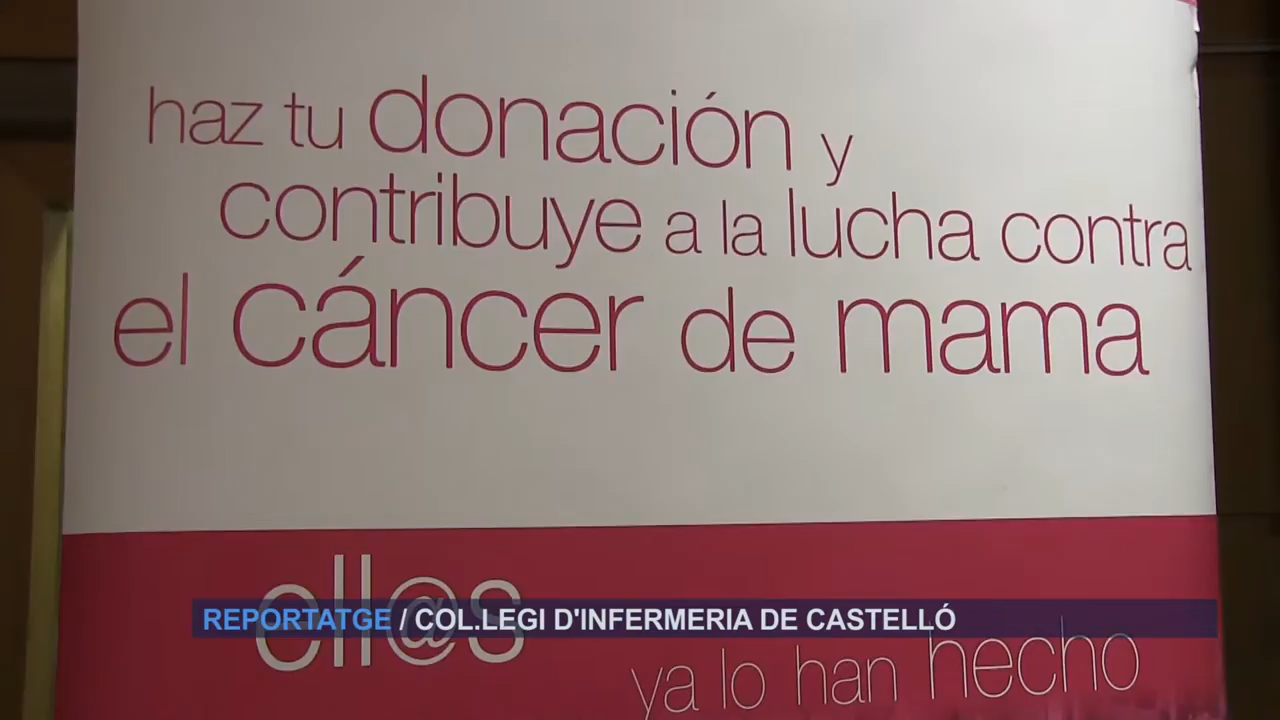 haz tu donación y
contribuye a la lucha contra
el cáncer de mama
ell@s
REPORTATGE / COL.LEGI D'INFERMERIA DE CASTELLÓ
ya lo han hecho